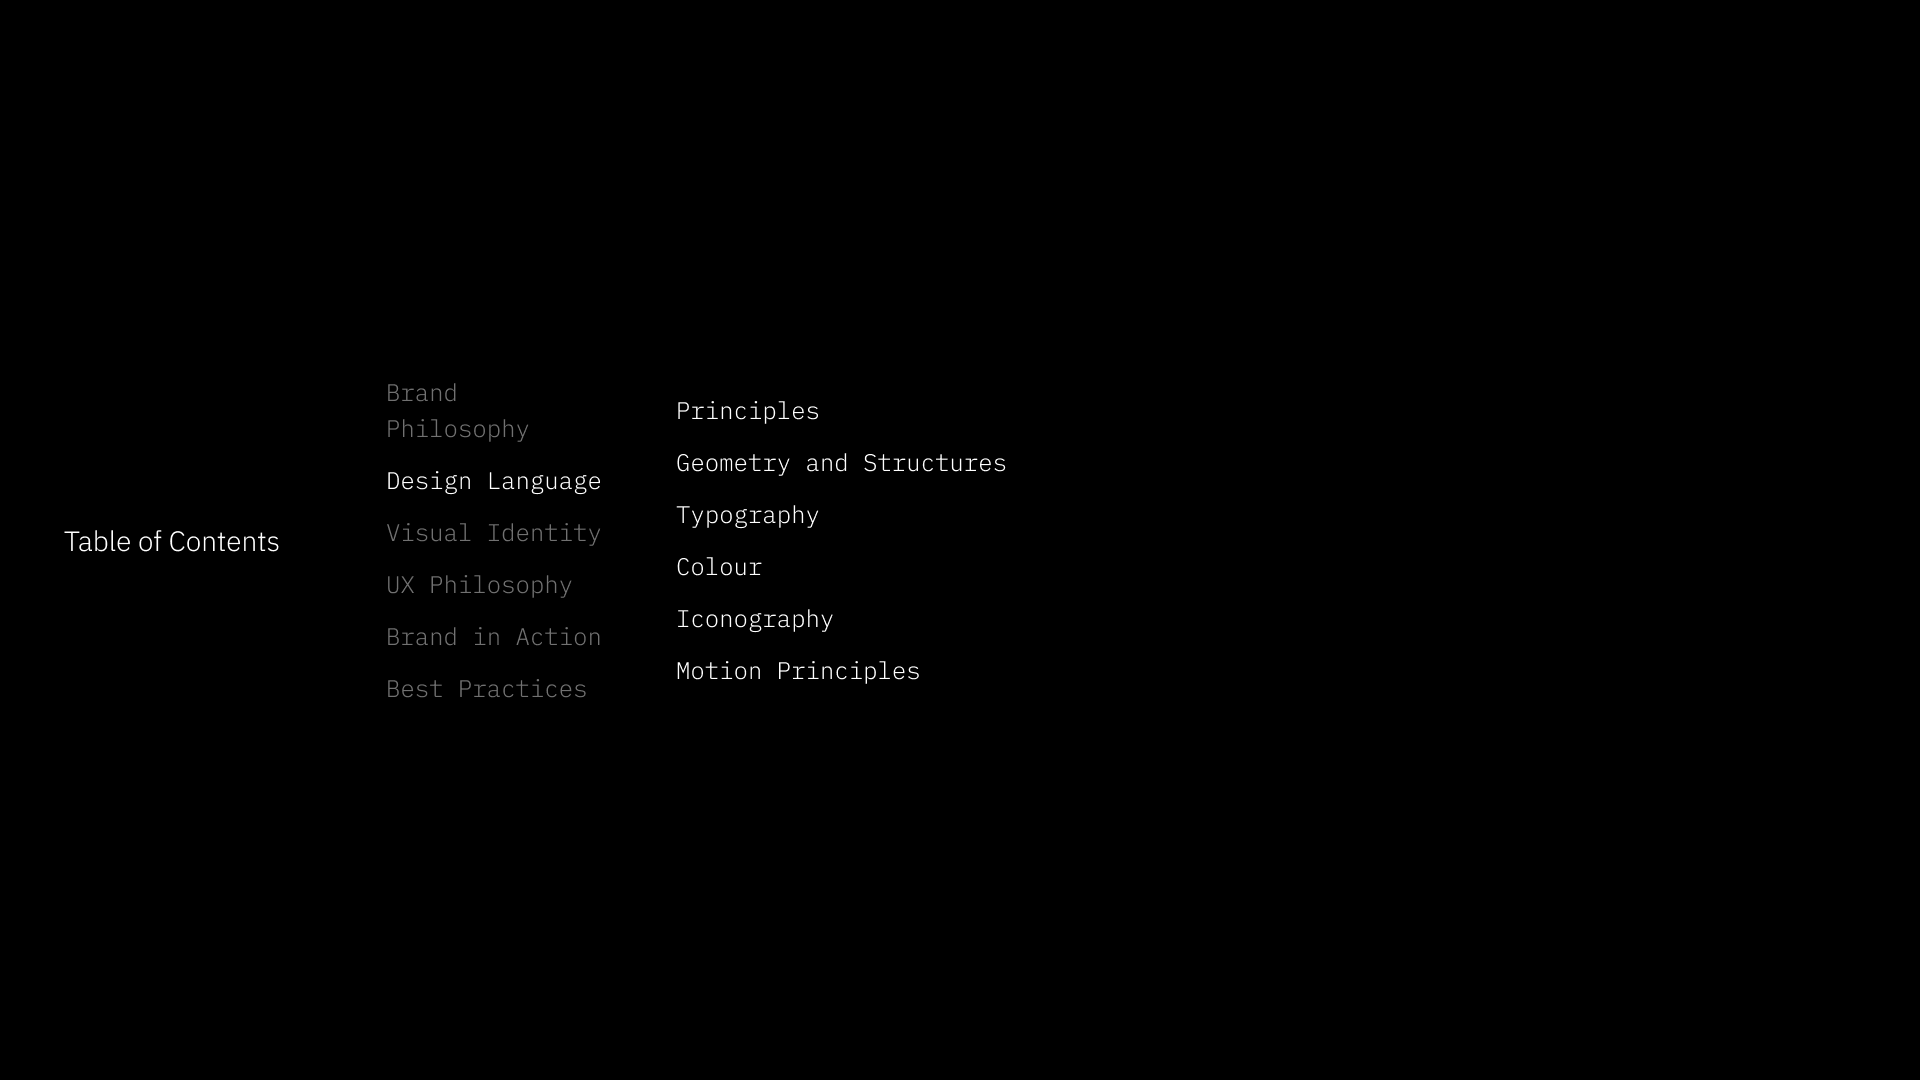 Table of Contents
Brand
Philosophy
Design Language
Visual Identity
UX Philosophy
Brand in Action
Best Practices
Principles
Geometry and Structures
Typography
Colour
Iconography
Motion Principles